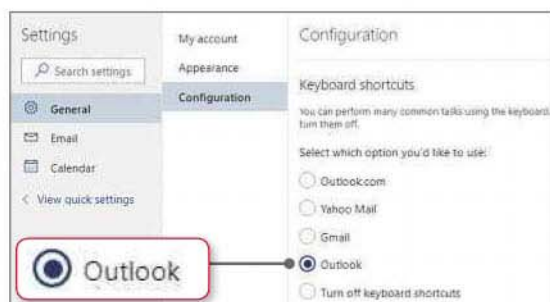 Settings
Search settings
General
Email
Calendar
< View quick settings
My account
Appearance
Configuration
Configuration
Keyboard shortcuts
You can perform many common tasks using the keyboard.
turn them off.
Select which option you'd like to use:
Outlook.com
Yahoo Mail
Gmail
Outlook
Turn off keyboard shortcuts
Outlook